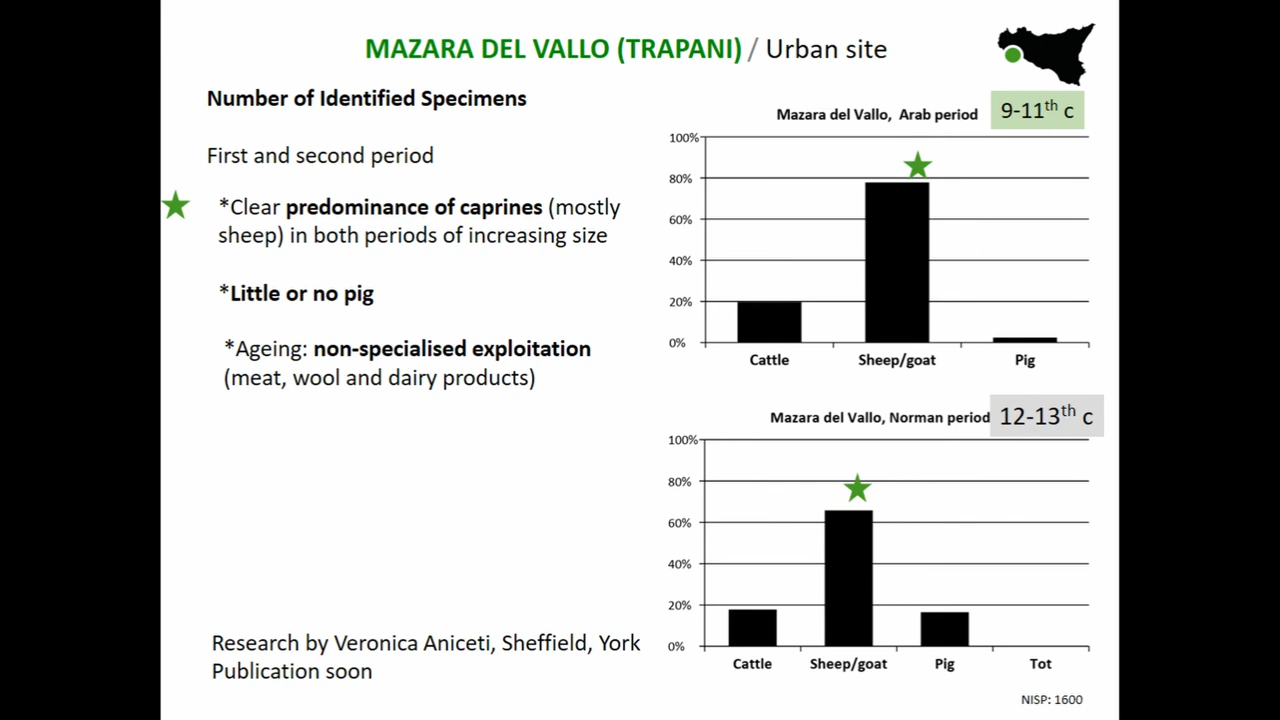 MAZARA DEL VALLO (TRAPANI) / Urban site
Number of Identified Specimens
First and second period
*Clear predominance of caprines (mostly
sheep) in both periods of increasing size
*Little or no pig
*Ageing: non-specialised exploitation
(meat, wool and dairy products)
Research by Veronica Aniceti, Sheffield, York
Publication soon
Mazara del Vallo, Arab period
9-11th c
100%
80%
60%
40%
20%
0%
Cattle Sheep/goat Pig
Mazara del Vallo, Norman period
12-13th c
100%
80%
60%
40%
20%
0%
Cattle Sheep/goat Pig Tot
NISP: 1600